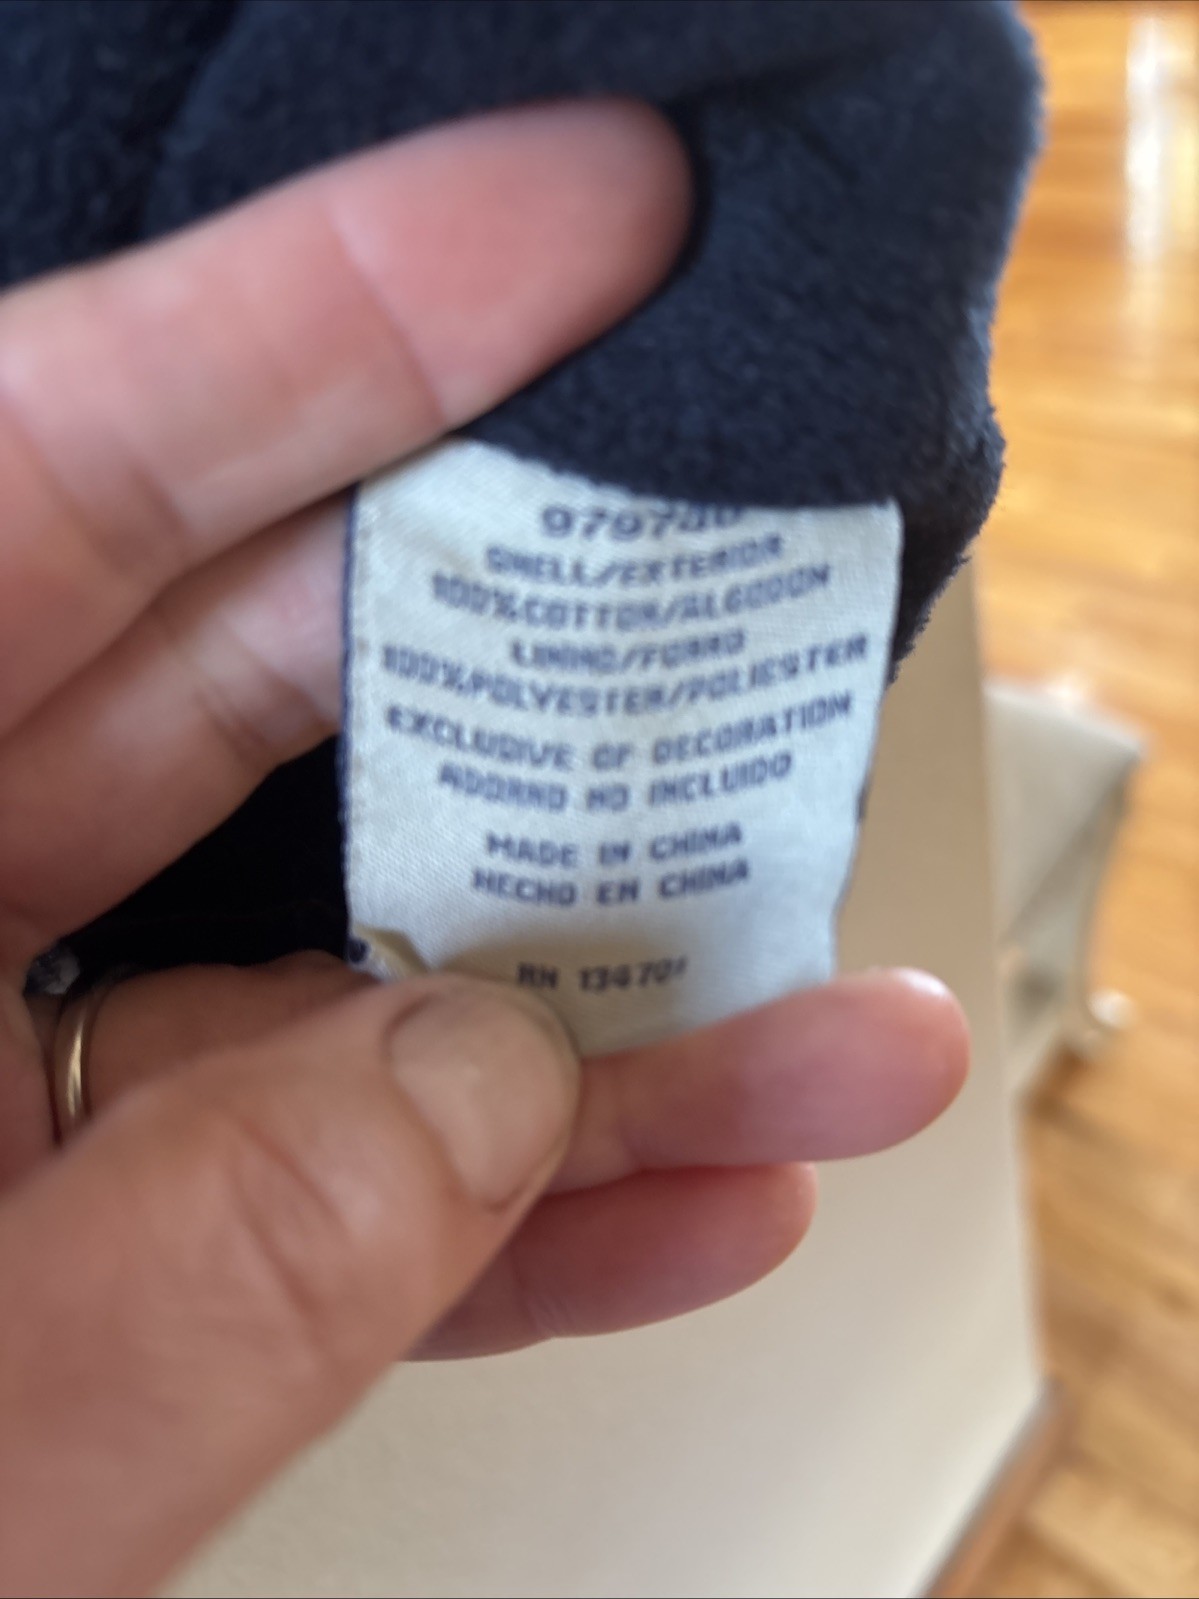 SHELL/EXTERIOR
100%COTTON/ALGODON
LINING/FORRO
100%POLYESTER/POLIESTER
EXCLUSIVE OF DECORATION
ADORNO NO INCLUIDO
MADE IN CHINA
HECHO EN CHINA
RN